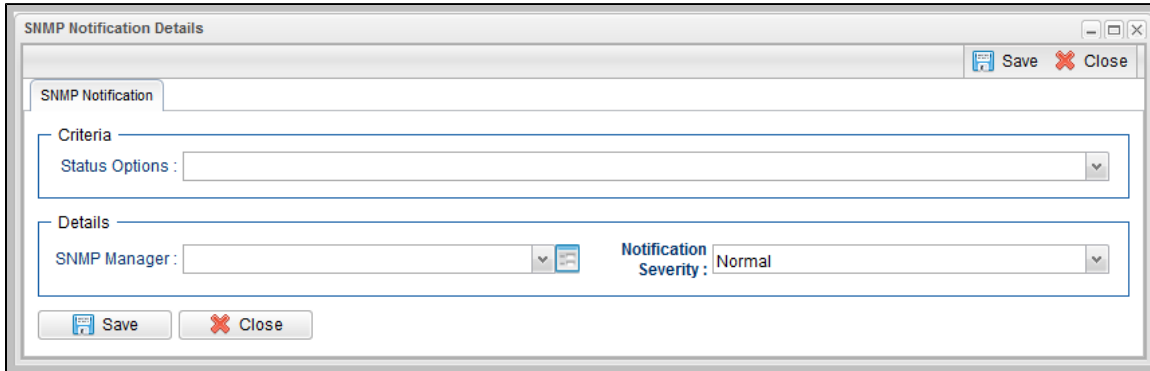 SNMP Notification Details
Save Close
SNMP Notification
Criteria
Status Options :
Details
SNMP Manager :
Notification Severity : Normal
Save Close